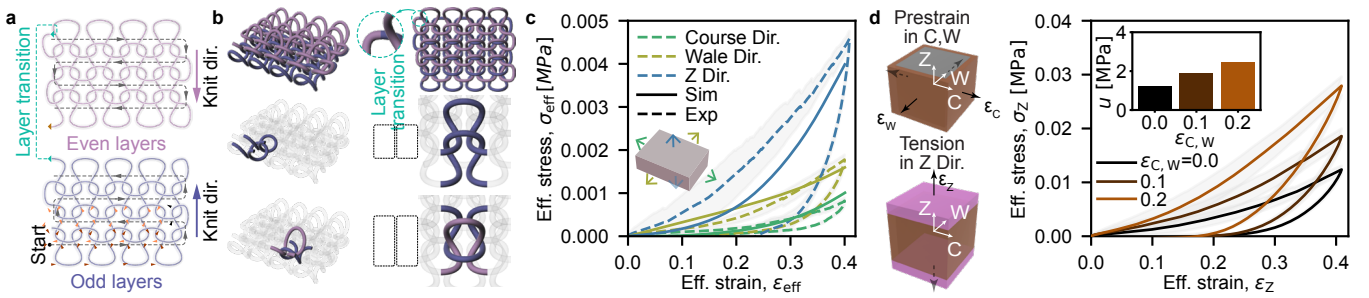 a
Layer transition
Knit dir.
Even layers
Knit dir.
Start
Odd layers
b
Layer
transition
c
Eff. stress, σeff [MPa]
0.005
0.004
0.003
0.002
0.001
0.000
Course Dir.
Wale Dir.
Z Dir.
Sim
Exp
0.0 0.1 0.2 0.3 0.4
Eff. strain, εeff
d
Prestrain
in C,W
Z
W
C
εC
εW
Tension
in Z Dir.
εZ
Z
W
C
Eff. stress, σZ [MPa]
0.04
0.03
0.02
0.01
0.00
u [MPa]
4
2
0
0.0 0.1 0.2
εC, W
εC, W=0.0
0.1
0.2
0.0 0.1 0.2 0.3 0.4
Eff. strain, εZ